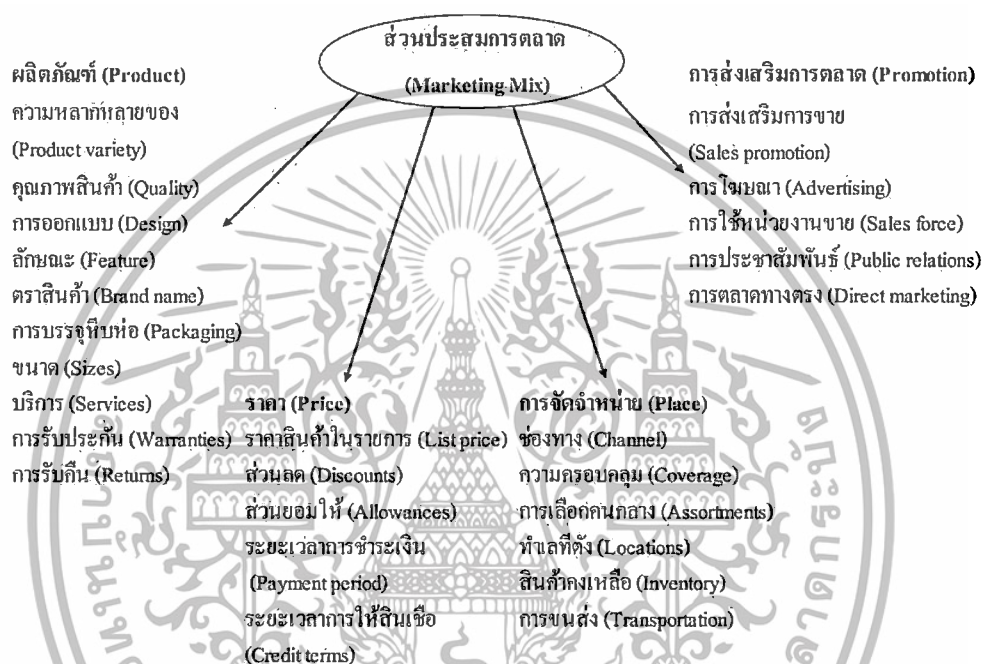 ส่วนประสมการตลาด
(Marketing Mix)
ผลิตภัณฑ์ (Product)
ความหลากหลายของ
(Product variety)
คุณภาพสินค้า (Quality)
การออกแบบ (Design)
ลักษณะ (Feature)
ตราสินค้า (Brand name)
การบรรจุหีบห่อ (Packaging)
ขนาด (Sizes)
บริการ (Services)
การรับประกัน (Warranties)
การรับคืน (Returns)
ราคา (Price)
ราคาสินค้าในรายการ (List price)
ส่วนลด (Discounts)
ส่วนยอมให้ (Allowances)
ระยะเวลาการชำระเงิน
(Payment period)
ระยะเวลาการให้สินเชื่อ
(Credit terms)
การจัดจำหน่าย (Place)
ช่องทาง (Channel)
ความครอบคลุม (Coverage)
การเลือกคนกลาง (Assortments)
ทำเลที่ตั้ง (Locations)
สินค้าคงเหลือ (Inventory)
การขนส่ง (Transportation)
การส่งเสริมการตลาด (Promotion)
การส่งเสริมการขาย
(Sales promotion)
การโฆษณา (Advertising)
การใช้หน่วยงานขาย (Sales force)
การประชาสัมพันธ์ (Public relations)
การตลาดทางตรง (Direct marketing)